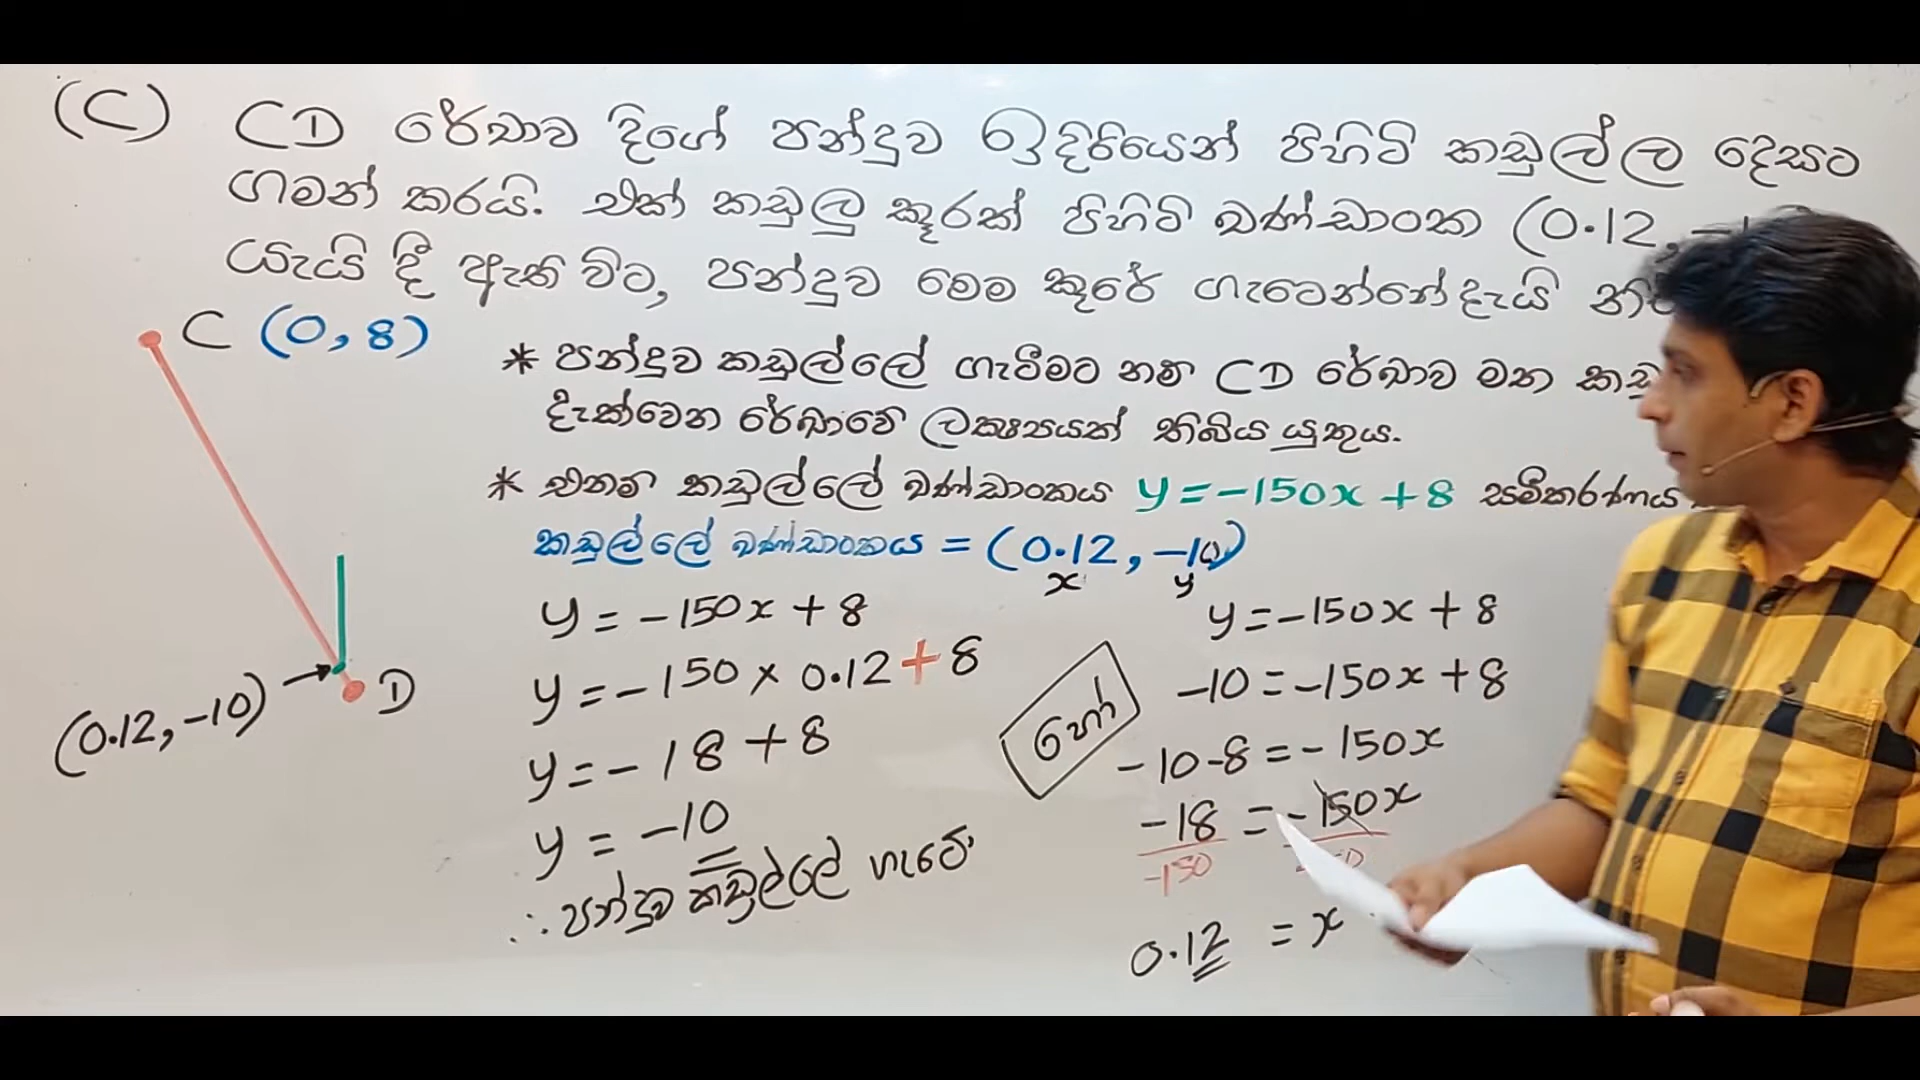 (C) CD රේඛාව දිගේ පන්දුව ඉදිරියෙන් පිහිටි කඩුල්ල දෙසට
ගමන් කරයි. එක් කඩුලු කූරක් පිහිටි ඛණ්ඩාංක (0.12, -1
යැයි දී ඇති විට, පන්දුව මෙම කූරේ ගැටෙන්නේදැයි
C (0, 8)
* පන්දුව කඩුල්ලේ ගැටීමට නම් CD රේඛාව මත
දැක්වෙන රේඛාවේ ලක්ෂ්‍යයක් තිබිය යුතුය.
* එනම් කඩුල්ලේ ඛණ්ඩාංකය y = -150x + 8 සමීකරණය
කඩුල්ලේ ඛණ්ඩාංකය = (0.12, -10)
x y
y = -150x + 8
y = -150 × 0.12 + 8
y = -18 + 8
y = -10
∴ පන්දුව කඩුල්ලේ ගැටේ
හෝ
y = -150x + 8
-10 = -150x + 8
-10-8 = -150x
-18 = -150x
-150
0.12 = x
(0.12, -10)
D